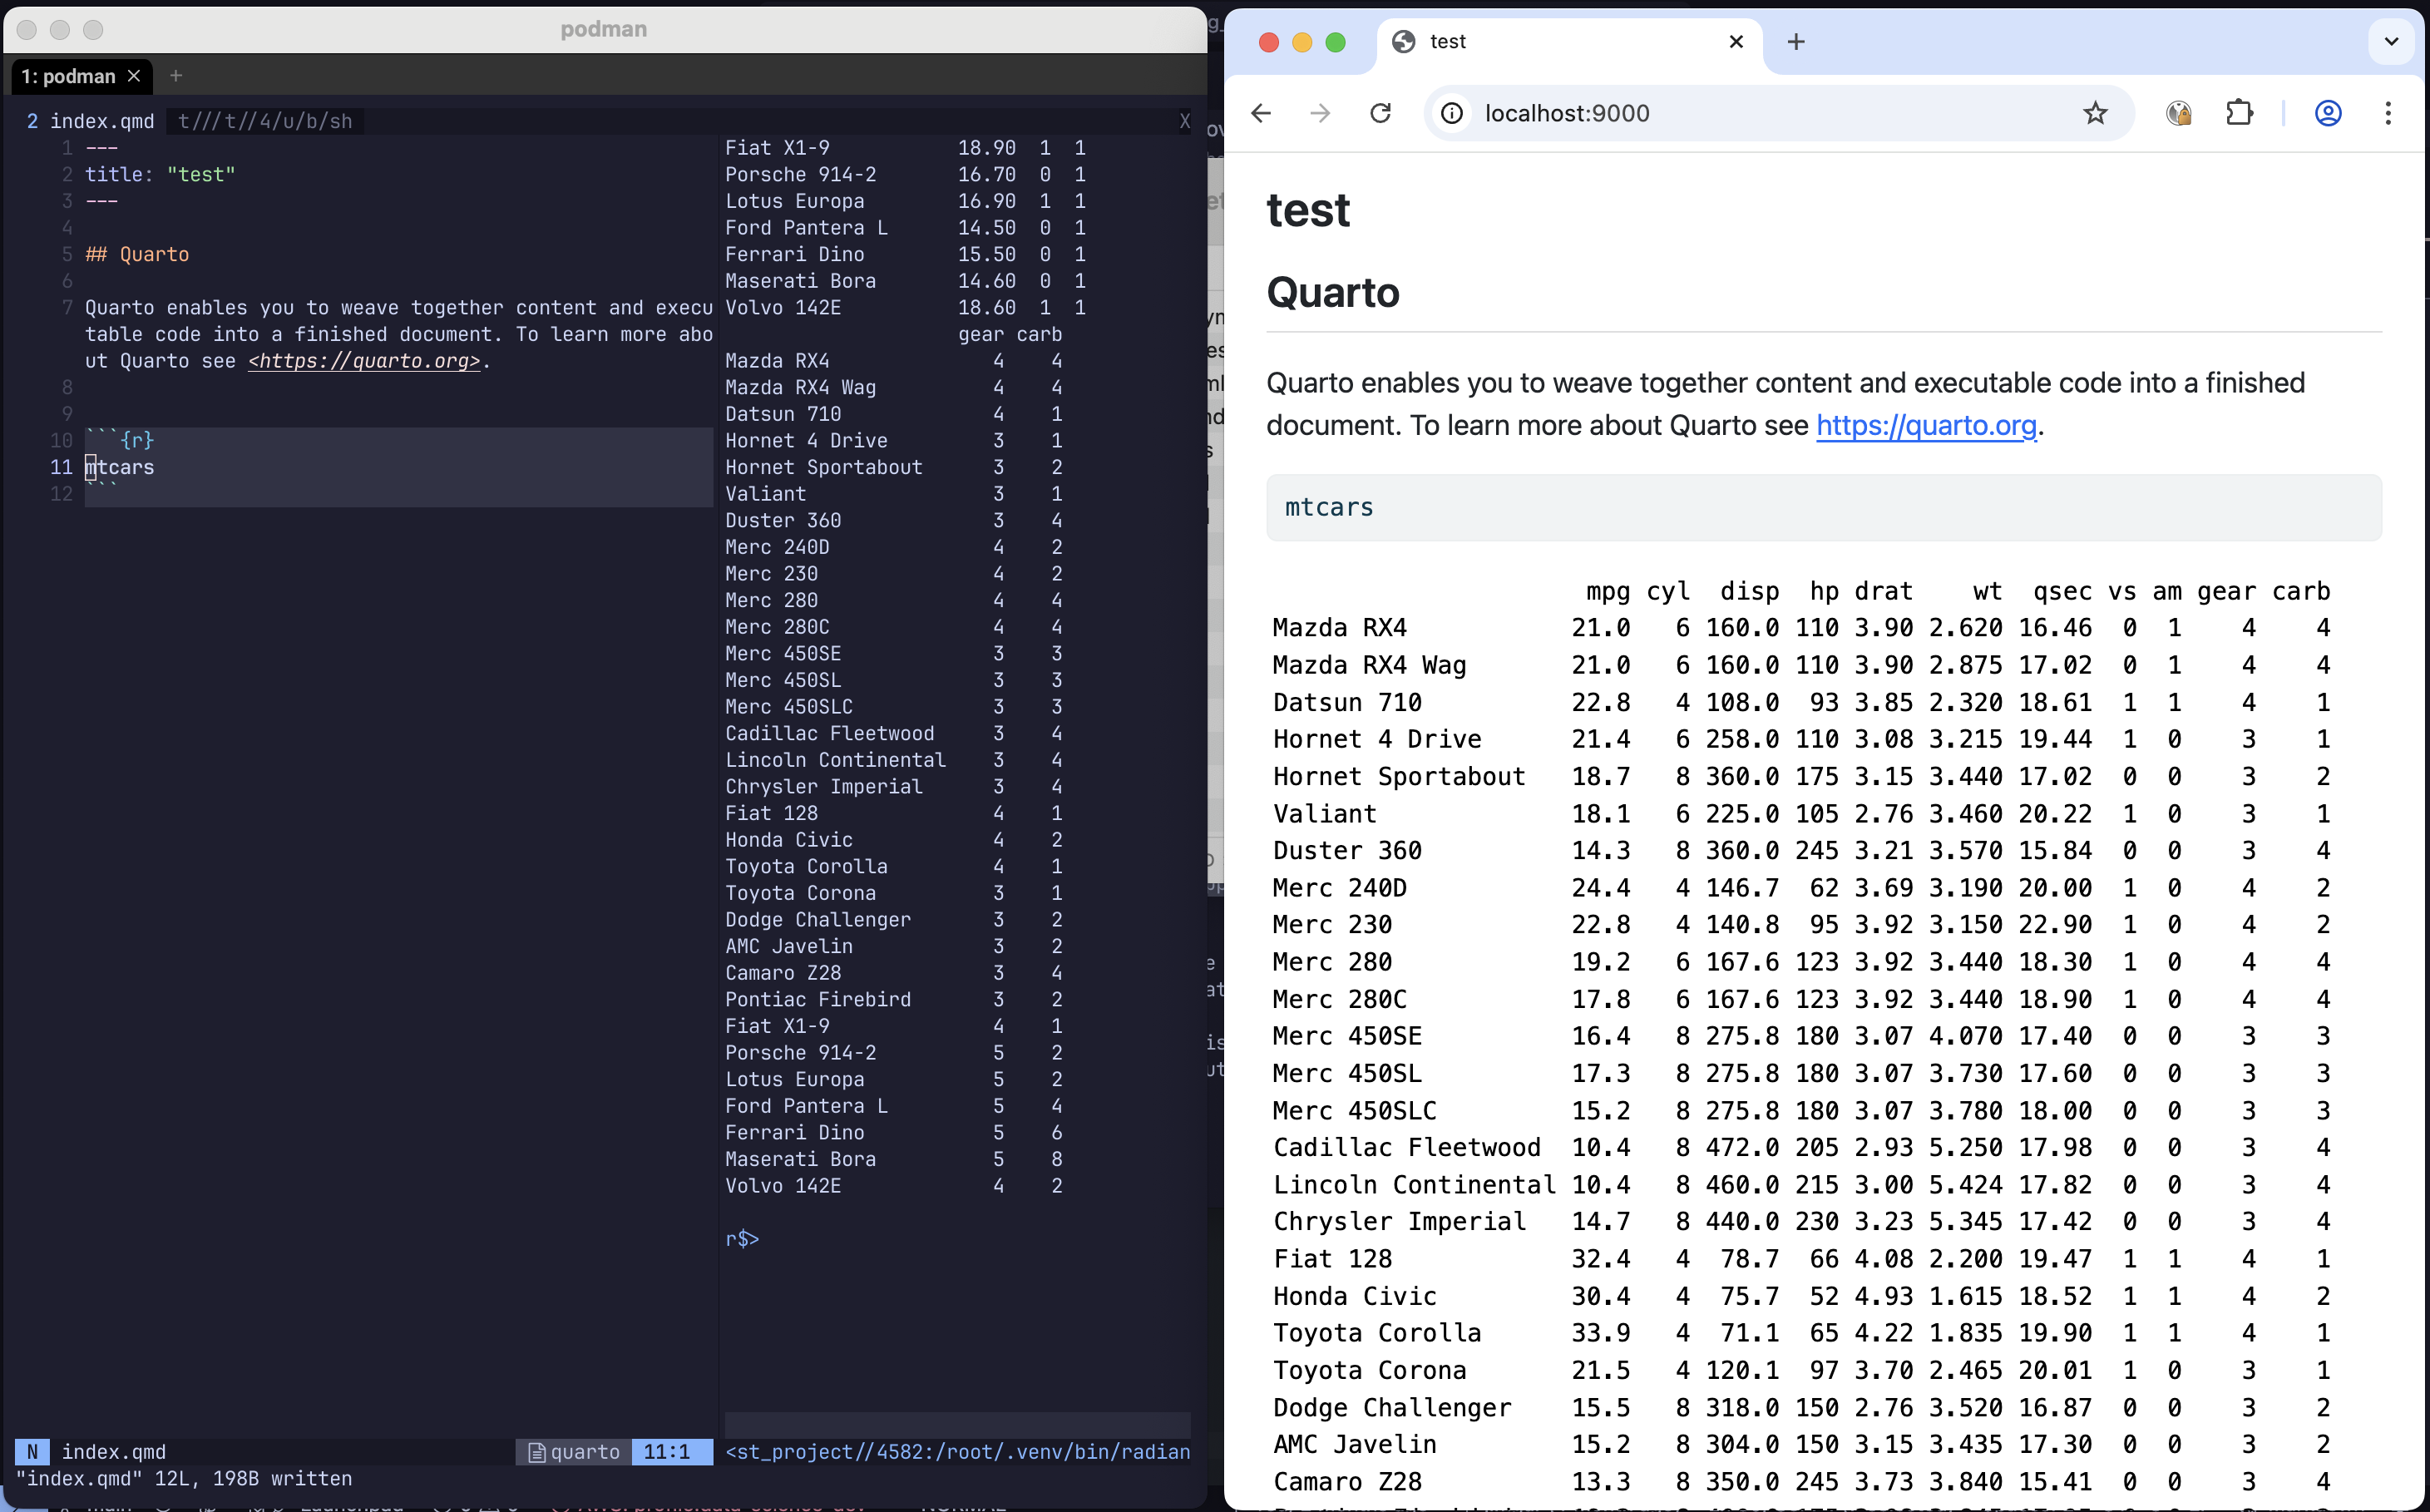 podman
1: podman × +
2 index.qmd t///t//4/u/b/sh X
1 ---
2 title: "test"
3 ---
4
5 ## Quarto
6
7 Quarto enables you to weave together content and execu
table code into a finished document. To learn more abo
ut Quarto see <https://quarto.org>.
8
9
10 ```{r}
11 mtcars
12 ```
Fiat X1-9 18.90 1 1
Porsche 914-2 16.70 0 1
Lotus Europa 16.90 1 1
Ford Pantera L 14.50 0 1
Ferrari Dino 15.50 0 1
Maserati Bora 14.60 0 1
Volvo 142E 18.60 1 1
gear carb
Mazda RX4 4 4
Mazda RX4 Wag 4 4
Datsun 710 4 1
Hornet 4 Drive 3 1
Hornet Sportabout 3 2
Valiant 3 1
Duster 360 3 4
Merc 240D 4 2
Merc 230 4 2
Merc 280 4 4
Merc 280C 4 4
Merc 450SE 3 3
Merc 450SL 3 3
Merc 450SLC 3 3
Cadillac Fleetwood 3 4
Lincoln Continental 3 4
Chrysler Imperial 3 4
Fiat 128 4 1
Honda Civic 4 2
Toyota Corolla 4 1
Toyota Corona 3 1
Dodge Challenger 3 2
AMC Javelin 3 2
Camaro Z28 3 4
Pontiac Firebird 3 2
Fiat X1-9 4 1
Porsche 914-2 5 2
Lotus Europa 5 2
Ford Pantera L 5 4
Ferrari Dino 5 6
Maserati Bora 5 8
Volvo 142E 4 2
r$>
N index.qmd quarto 11:1 <st_project//4582:/root/.venv/bin/radian
"index.qmd" 12L, 198B written
test
localhost:9000
test
Quarto
Quarto enables you to weave together content and executable code into a finished
document. To learn more about Quarto see https://quarto.org.
mtcars
mpg cyl disp hp drat wt qsec vs am gear carb
Mazda RX4 21.0 6 160.0 110 3.90 2.620 16.46 0 1 4 4
Mazda RX4 Wag 21.0 6 160.0 110 3.90 2.875 17.02 0 1 4 4
Datsun 710 22.8 4 108.0 93 3.85 2.320 18.61 1 1 4 1
Hornet 4 Drive 21.4 6 258.0 110 3.08 3.215 19.44 1 0 3 1
Hornet Sportabout 18.7 8 360.0 175 3.15 3.440 17.02 0 0 3 2
Valiant 18.1 6 225.0 105 2.76 3.460 20.22 1 0 3 1
Duster 360 14.3 8 360.0 245 3.21 3.570 15.84 0 0 3 4
Merc 240D 24.4 4 146.7 62 3.69 3.190 20.00 1 0 4 2
Merc 230 22.8 4 140.8 95 3.92 3.150 22.90 1 0 4 2
Merc 280 19.2 6 167.6 123 3.92 3.440 18.30 1 0 4 4
Merc 280C 17.8 6 167.6 123 3.92 3.440 18.90 1 0 4 4
Merc 450SE 16.4 8 275.8 180 3.07 4.070 17.40 0 0 3 3
Merc 450SL 17.3 8 275.8 180 3.07 3.730 17.60 0 0 3 3
Merc 450SLC 15.2 8 275.8 180 3.07 3.780 18.00 0 0 3 3
Cadillac Fleetwood 10.4 8 472.0 205 2.93 5.250 17.98 0 0 3 4
Lincoln Continental 10.4 8 460.0 215 3.00 5.424 17.82 0 0 3 4
Chrysler Imperial 14.7 8 440.0 230 3.23 5.345 17.42 0 0 3 4
Fiat 128 32.4 4 78.7 66 4.08 2.200 19.47 1 1 4 1
Honda Civic 30.4 4 75.7 52 4.93 1.615 18.52 1 1 4 2
Toyota Corolla 33.9 4 71.1 65 4.22 1.835 19.90 1 1 4 1
Toyota Corona 21.5 4 120.1 97 3.70 2.465 20.01 1 0 3 1
Dodge Challenger 15.5 8 318.0 150 2.76 3.520 16.87 0 0 3 2
AMC Javelin 15.2 8 304.0 150 3.15 3.435 17.30 0 0 3 2
Camaro Z28 13.3 8 350.0 245 3.73 3.840 15.41 0 0 3 4